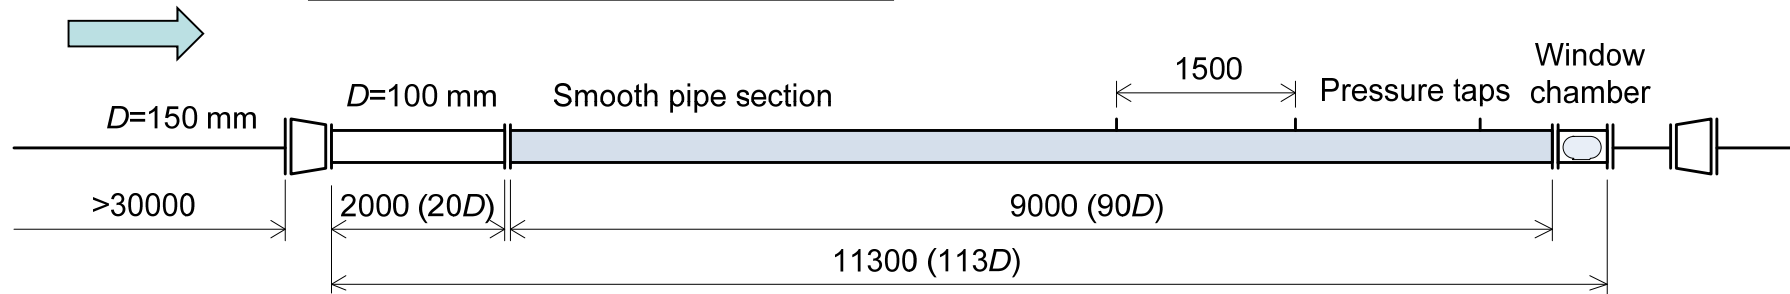 Window
chamber
1500
Pressure taps
D=100 mm
Smooth pipe section
D=150 mm
>30000
2000 (20D)
9000 (90D)
11300 (113D)